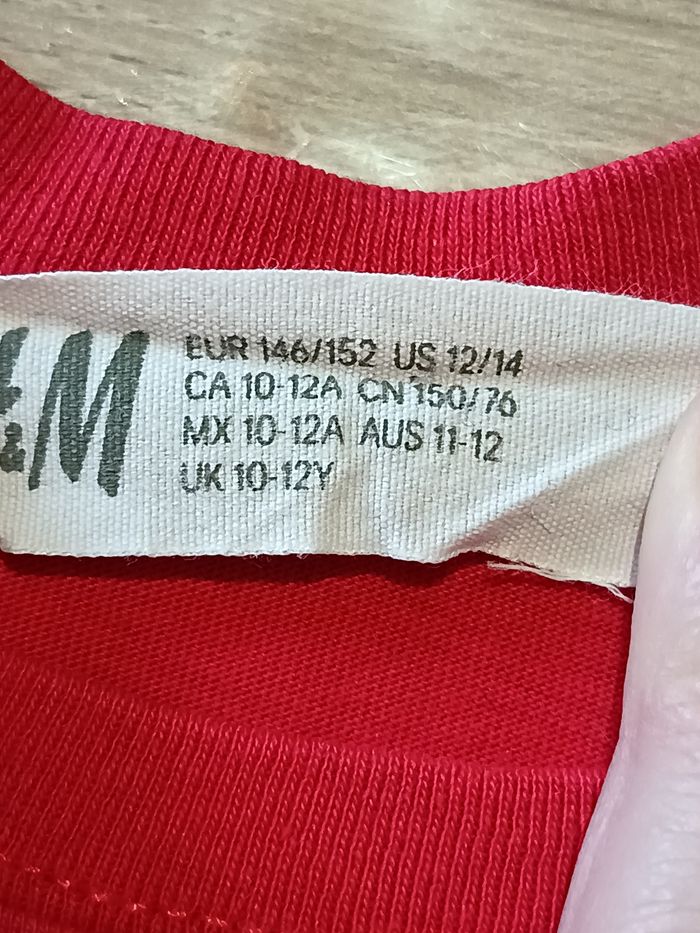 &M
EUR 146/152 US 12/14
CA 10-12A CN 150/76
MX 10-12A AUS 11-12
UK 10-12Y